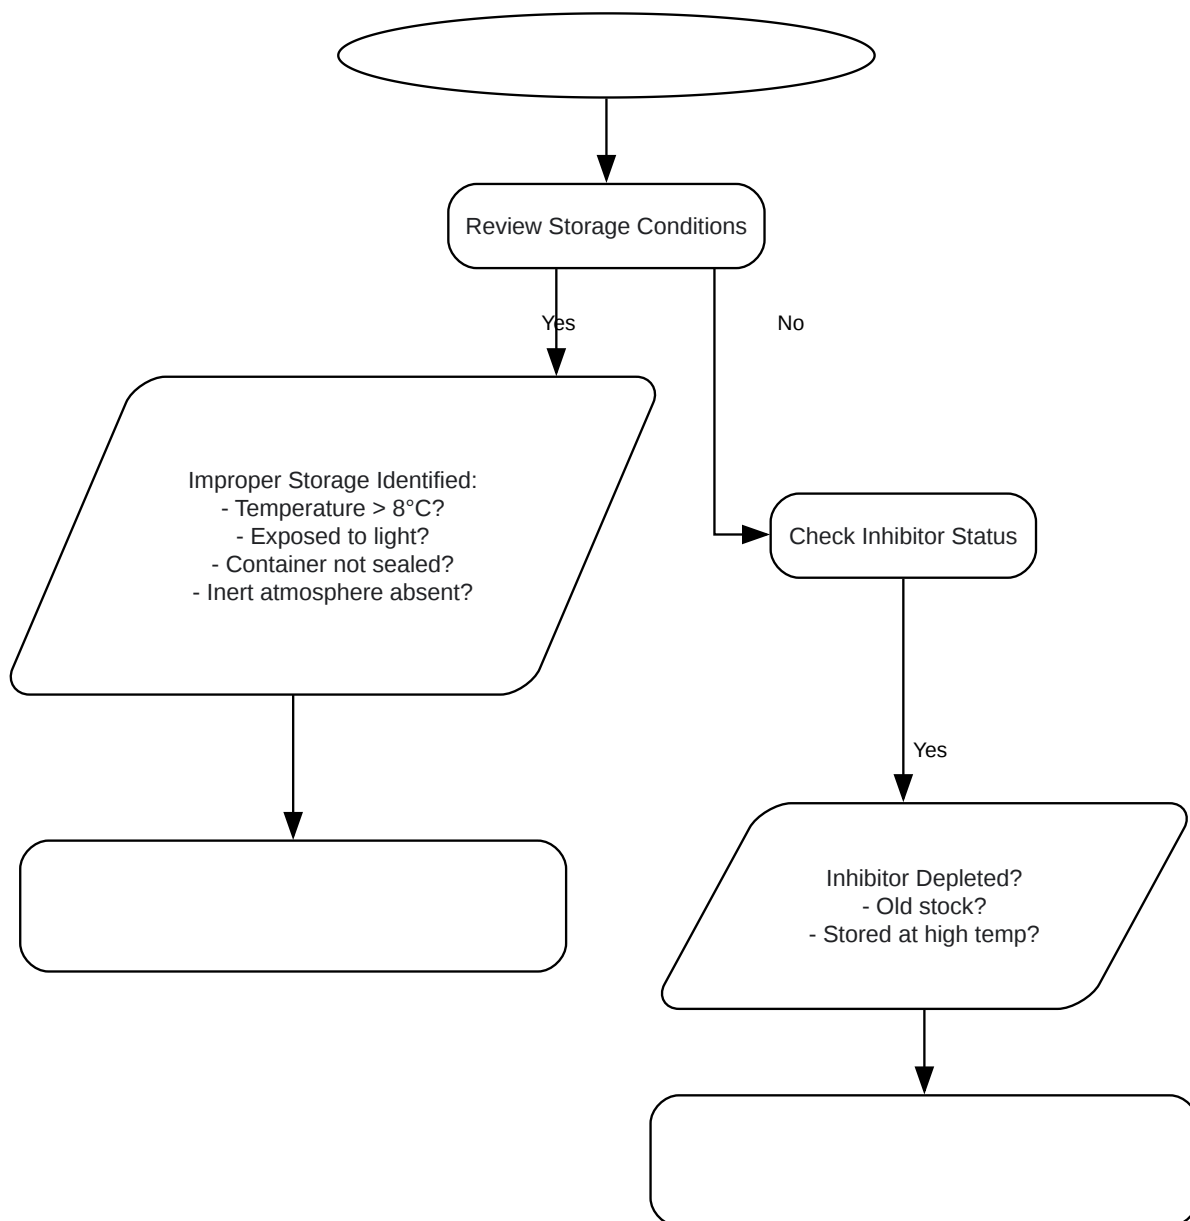 Review Storage Conditions
Yes
No
Improper Storage Identified:
- Temperature > 8°C?
- Exposed to light?
- Container not sealed?
- Inert atmosphere absent?
Check Inhibitor Status
Yes
Inhibitor Depleted?
- Old stock?
- Stored at high temp?